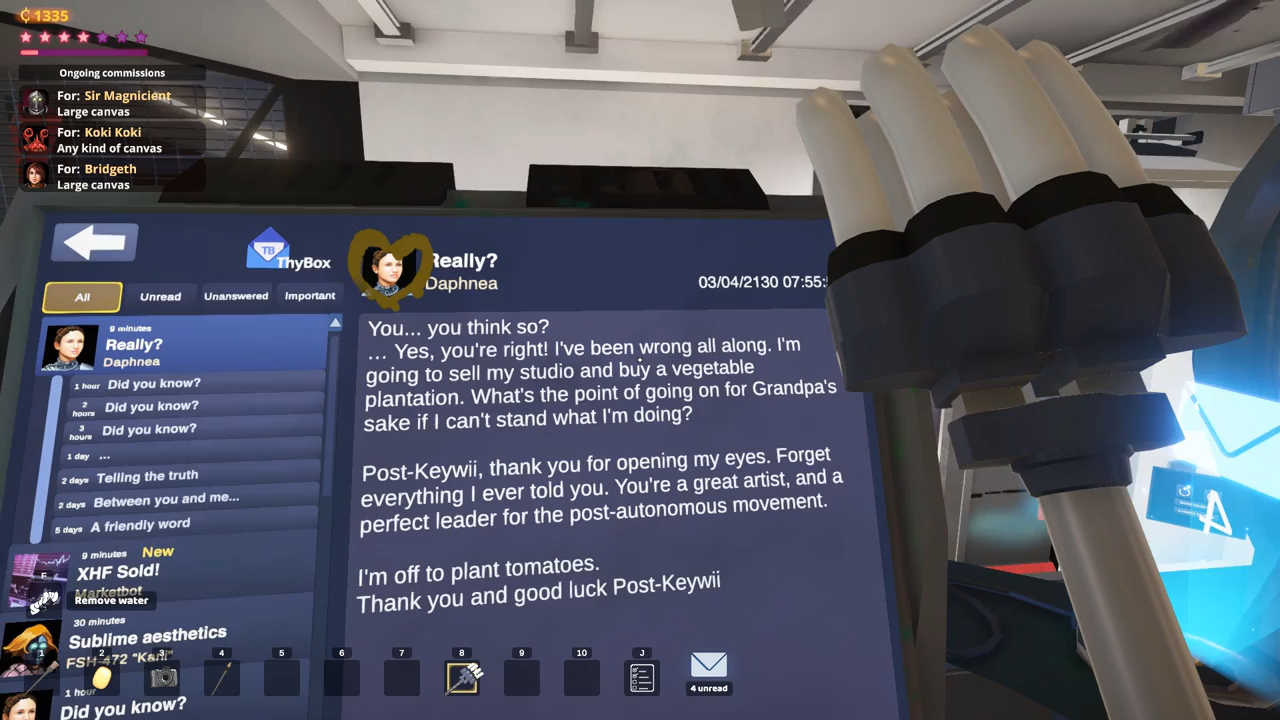 1335
Ongoing commissions
For: Sir Magnicient
Large canvas
For: Koki Koki
Any kind of canvas
For: Bridgeth
Large canvas
TB
ThyBox
All
Unread
Unanswered
Important
9 minutes
Really?
Daphnea
1 hour Did you know?
2 hours Did you know?
3 hours Did you know?
1 day ...
2 days Telling the truth
2 days Between you and me...
5 days A friendly word
9 minutes New
XHF Sold!
Marketbot
F
Remove water
30 minutes
Sublime aesthetics
FSH-472 "Kahl"
1 hour
Did you know?
Really?
Daphnea
03/04/2130 07:55:
You... you think so?
... Yes, you're right! I've been wrong all along. I'm
going to sell my studio and buy a vegetable
plantation. What's the point of going on for Grandpa's
sake if I can't stand what I'm doing?
Post-Keywii, thank you for opening my eyes. Forget
everything I ever told you. You're a great artist, and a
perfect leader for the post-autonomous movement.
I'm off to plant tomatoes.
Thank you and good luck Post-Keywii
1
2
3
4
5
6
7
8
9
10
J
4 unread